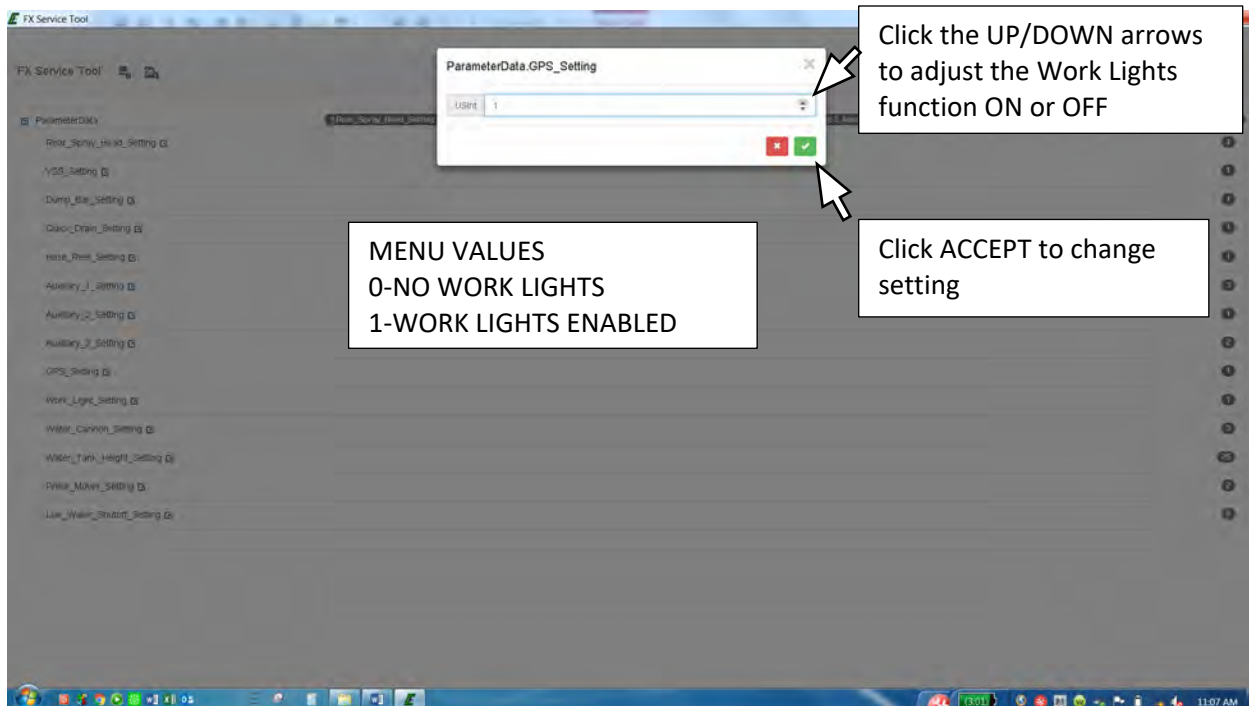 FX Service Tool
FX Service Tool
ParameterData.GPS_Setting
USInt 1
Click the UP/DOWN arrows
to adjust the Work Lights
function ON or OFF
ParameterData
Rear_Spray_Head_Setting
VSS_Setting
Dump_Bar_Setting
Quick_Drain_Setting
Hose_Reel_Setting
Auxiliary_1_Setting
Auxiliary_2_Setting
Auxiliary_3_Setting
GPS_Setting
Work_Light_Setting
Water_Cannon_Setting
Water_Tank_Height_Setting
Prime_Mover_Setting
Low_Water_Shutoff_Setting
MENU VALUES
0-NO WORK LIGHTS
1-WORK LIGHTS ENABLED
Click ACCEPT to change
setting
11:07 AM